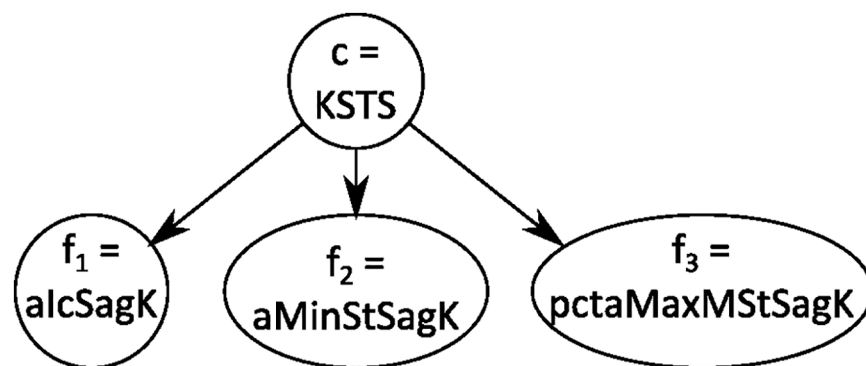 c =
KSTS
f₁ =
aIcSagK
f₂ =
aMinStSagK
f₃ =
pctaMaxMStSagK